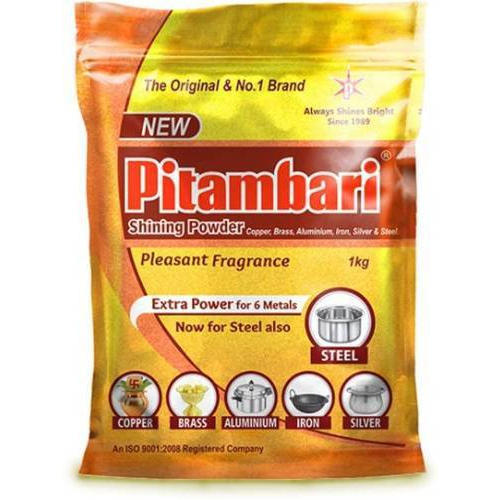 The Original & No.1 Brand
Always Shines Bright
Since 1989
NEW
Pitambari®
Shining Powder Copper, Brass, Aluminium, Iron, Silver & Steel
Pleasant Fragrance 1kg
Extra Power for 6 Metals
Now for Steel also
STEEL
COPPER BRASS ALUMINIUM IRON SILVER
An ISO 9001:2008 Registered Company